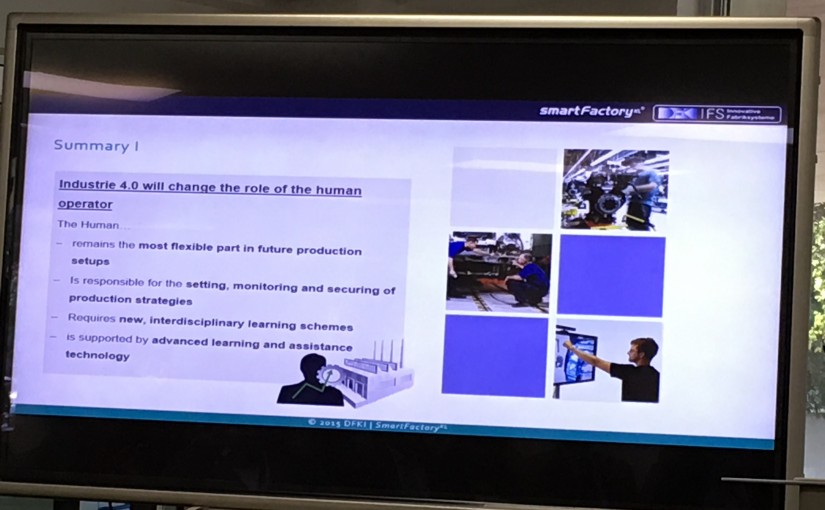 smartFactory KL
DFKI IFS Innovative
Fabriksysteme
Summary I
Industrie 4.0 will change the role of the human
operator
The Human...
– remains the most flexible part in future production
setups
– Is responsible for the setting, monitoring and securing of
production strategies
– Requires new, interdisciplinary learning schemes
– is supported by advanced learning and assistance
technology
© 2015 DFKI | SmartFactory KL